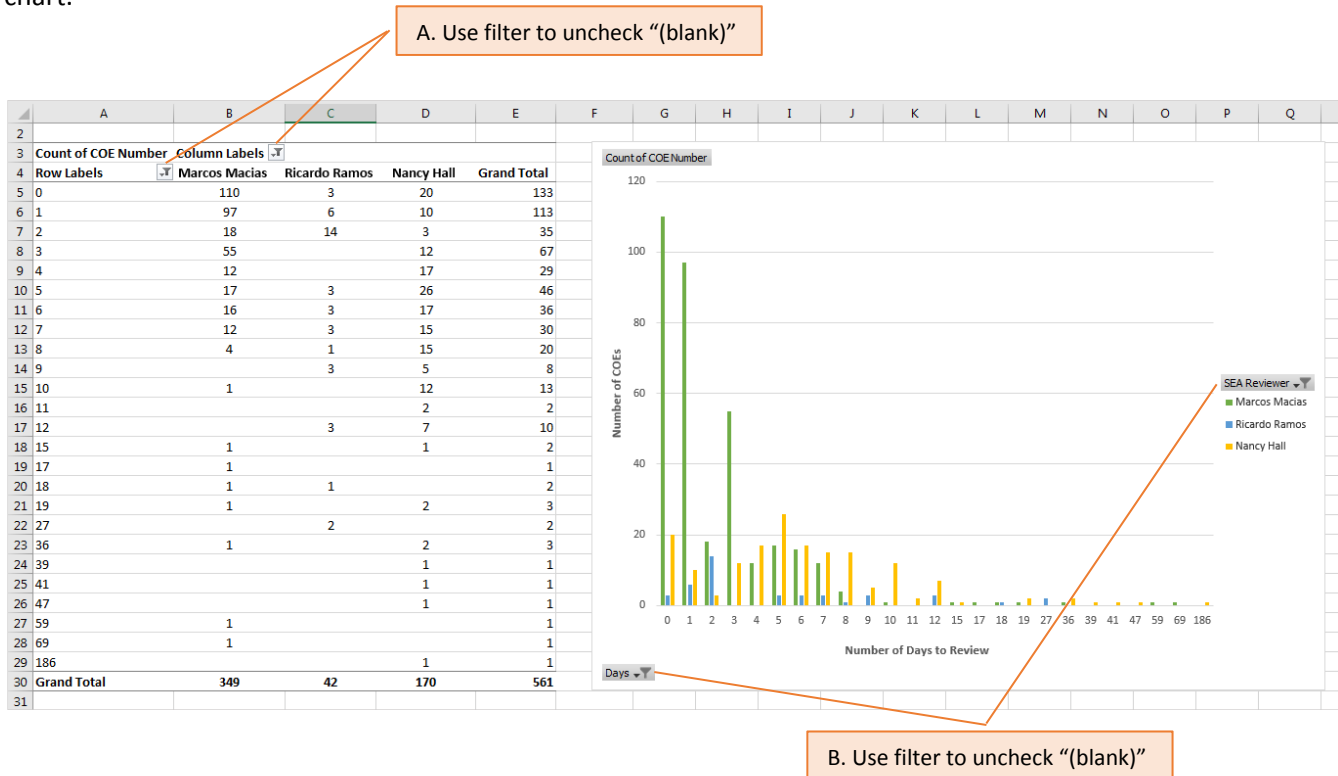 chart.
A. Use filter to uncheck “(blank)”
A B C D E F G H I J K L M N O P Q
2
3 Count of COE Number Column Labels
4 Row Labels Marcos Macias Ricardo Ramos Nancy Hall Grand Total
5 0 110 3 20 133
6 1 97 6 10 113
7 2 18 14 3 35
8 3 55 12 67
9 4 12 17 29
10 5 17 3 26 46
11 6 16 3 17 36
12 7 12 3 15 30
13 8 4 1 15 20
14 9 3 5 8
15 10 1 12 13
16 11 2 2
17 12 3 7 10
18 15 1 1 2
19 17 1 1
20 18 1 1 2
21 19 1 2 3
22 27 2 2
23 36 1 2 3
24 39 1 1
25 41 1 1
26 47 1 1
27 59 1 1
28 69 1 1
29 186 1 1
30 Grand Total 349 42 170 561
31
Count of COE Number
120
100
80
60
40
20
0
Number of COEs
0 1 2 3 4 5 6 7 8 9 10 11 12 15 17 18 19 27 36 39 41 47 59 69 186
Number of Days to Review
SEA Reviewer
Marcos Macias
Ricardo Ramos
Nancy Hall
Days
B. Use filter to uncheck “(blank)”